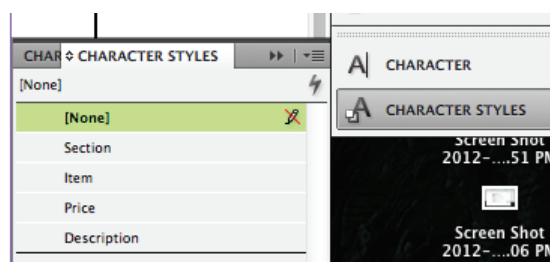 CHAR CHARACTER STYLES
[None]
[None]
Section
Item
Price
Description
CHARACTER
CHARACTER STYLES
Screen Shot
2012-....51 PM
Screen Shot
2012-....06 PM